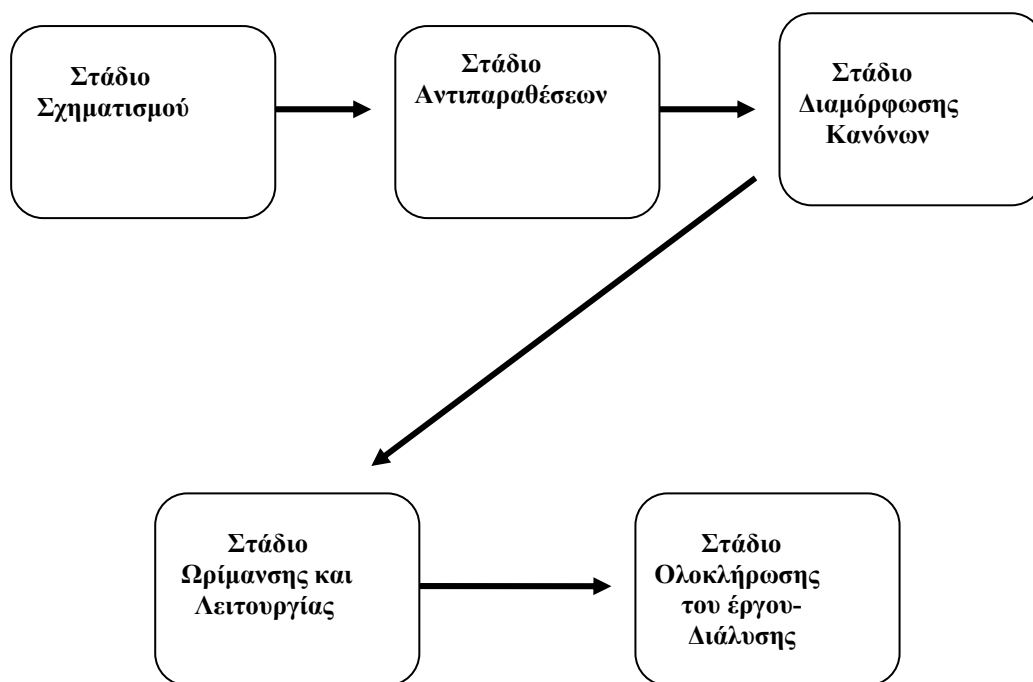 Στάδιο
Σχηματισμού
Στάδιο
Αντιπαραθέσεων
Στάδιο
Διαμόρφωσης
Κανόνων
Στάδιο
Ωρίμανσης και
Λειτουργίας
Στάδιο
Ολοκλήρωσης
του έργου-
Διάλυσης